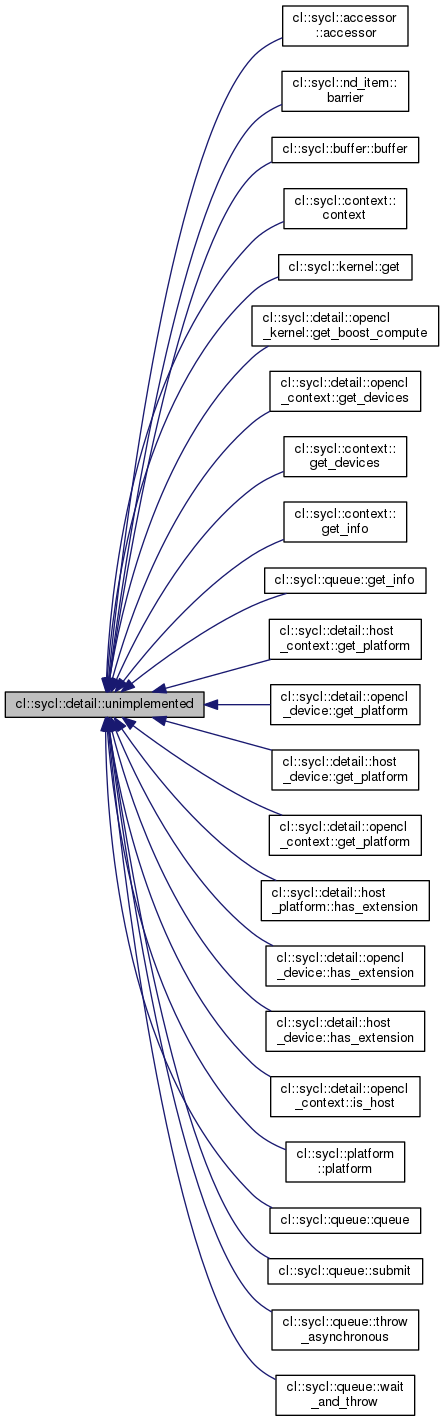 cl::sycl::accessor
::accessor
cl::sycl::nd_item::
barrier
cl::sycl::buffer::buffer
cl::sycl::context::
context
cl::sycl::kernel::get
cl::sycl::detail::opencl
_kernel::get_boost_compute
cl::sycl::detail::opencl
_context::get_devices
cl::sycl::context::
get_devices
cl::sycl::context::
get_info
cl::sycl::queue::get_info
cl::sycl::detail::host
_context::get_platform
cl::sycl::detail::unimplemented
cl::sycl::detail::opencl
_device::get_platform
cl::sycl::detail::host
_device::get_platform
cl::sycl::detail::opencl
_context::get_platform
cl::sycl::detail::host
_platform::has_extension
cl::sycl::detail::opencl
_device::has_extension
cl::sycl::detail::host
_device::has_extension
cl::sycl::detail::opencl
_context::is_host
cl::sycl::platform
::platform
cl::sycl::queue::queue
cl::sycl::queue::submit
cl::sycl::queue::throw
_asynchronous
cl::sycl::queue::wait
_and_throw